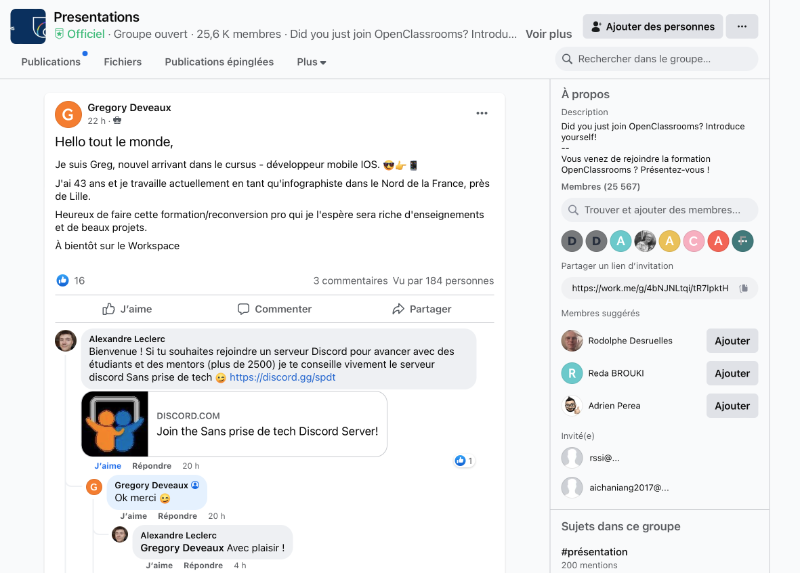 Presentations
Officiel · Groupe ouvert · 25,6 K membres · Did you just join OpenClassrooms? Introdu... Voir plus
Ajouter des personnes
Publications Fichiers Publications épinglées Plus
Rechercher dans le groupe...
G
Gregory Deveaux
22 h ·
Hello tout le monde,
Je suis Greg, nouvel arrivant dans le cursus - développeur mobile IOS. 😎👉📱
J'ai 43 ans et je travaille actuellement en tant qu'infographiste dans le Nord de la France, près
de Lille.
Heureux de faire cette formation/reconversion pro qui je l'espère sera riche d'enseignements
et de beaux projets.
À bientôt sur le Workspace
16
3 commentaires Vu par 184 personnes
J'aime Commenter Partager
Alexandre Leclerc
Bienvenue ! Si tu souhaites rejoindre un serveur Discord pour avancer avec des
étudiants et des mentors (plus de 2500) je te conseille vivement le serveur
discord Sans prise de tech 😉 https://discord.gg/spdt
DISCORD.COM
Join the Sans prise de tech Discord Server!
J'aime Répondre 20 h
1
G
Gregory Deveaux
Ok merci 😉
J'aime Répondre 20 h
Alexandre Leclerc
Gregory Deveaux Avec plaisir !
J'aime Répondre 4 h
À propos
Description
Did you just join OpenClassrooms? Introduce
yourself!
--
Vous venez de rejoindre la formation
OpenClassrooms ? Présentez-vous !
Membres (25 567)
Trouver et ajouter des membres...
D D A A C A
Partager un lien d'invitation
https://work.me/g/4bNJNLtqi/tR7lpktH
Membres suggérés
Rodolphe Desruelles Ajouter
R Reda BROUKI Ajouter
Adrien Perea Ajouter
Invité(e)
rssi@...
aichaniang2017@...
Sujets dans ce groupe
#présentation
200 mentions